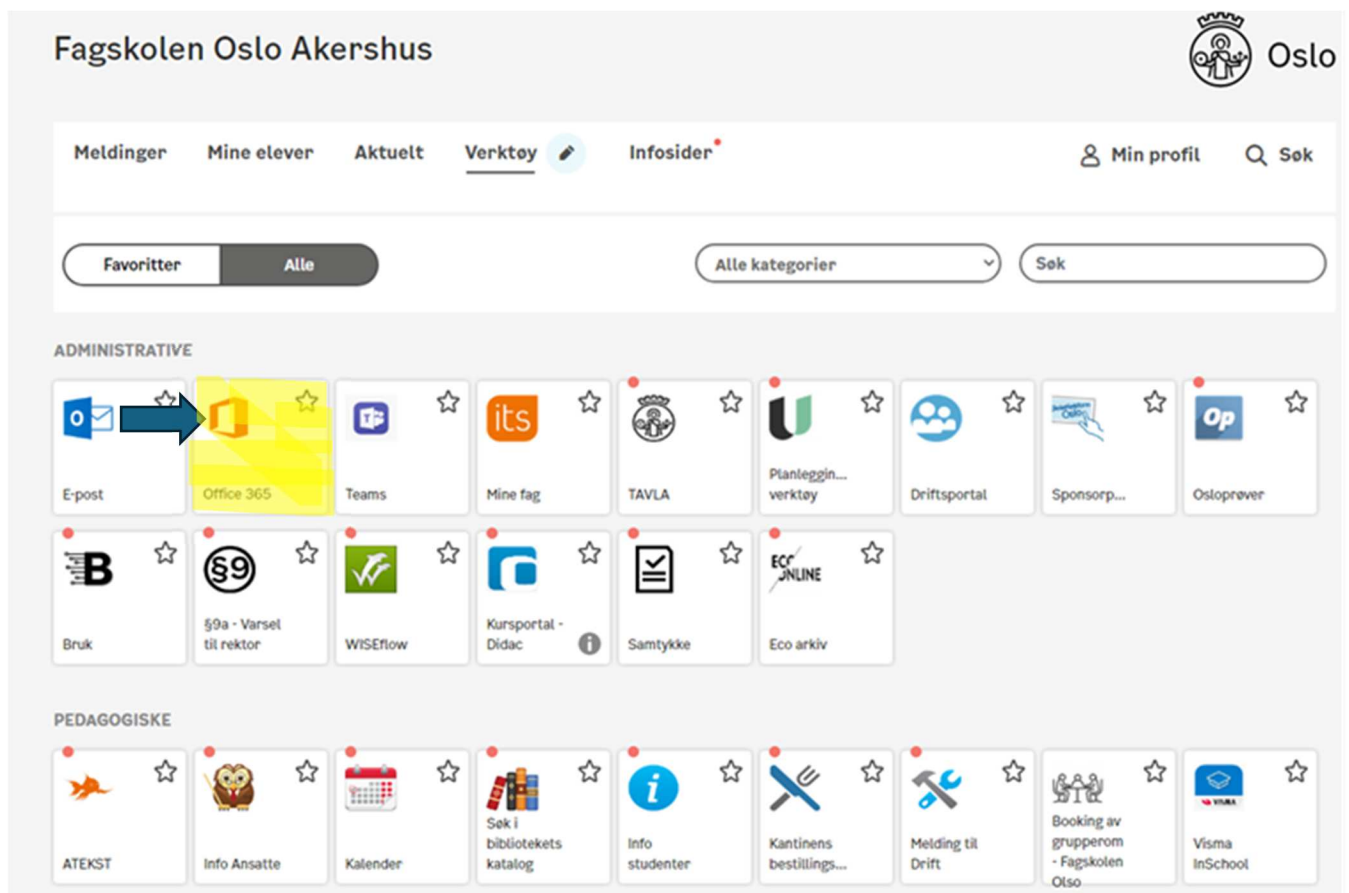 Fagskolen Oslo Akershus
Oslo
Meldinger Mine elever Aktuelt Verktøy Infosider Min profil Søk
Favoritter Alle Alle kategorier Søk
ADMINISTRATIVE
E-post
Office 365
Teams
its
Mine fag
TAVLA
Planleggin...
verktøy
Driftsportal
Sponsorp...
Op
Osloprøver
B
Bruk
§9
§9a - Varsel
til rektor
WISEflow
Kursportal -
Didac
Samtykke
ECO
ONLINE
Eco arkiv
PEDAGOGISKE
ATEKST
Info Ansatte
Kalender
Søk i
bibliotekets
katalog
Info
studenter
Kantinens
bestillings...
Melding til
Drift
Booking av
grupperom
- Fagskolen
Olso
VISMA
Visma
InSchool